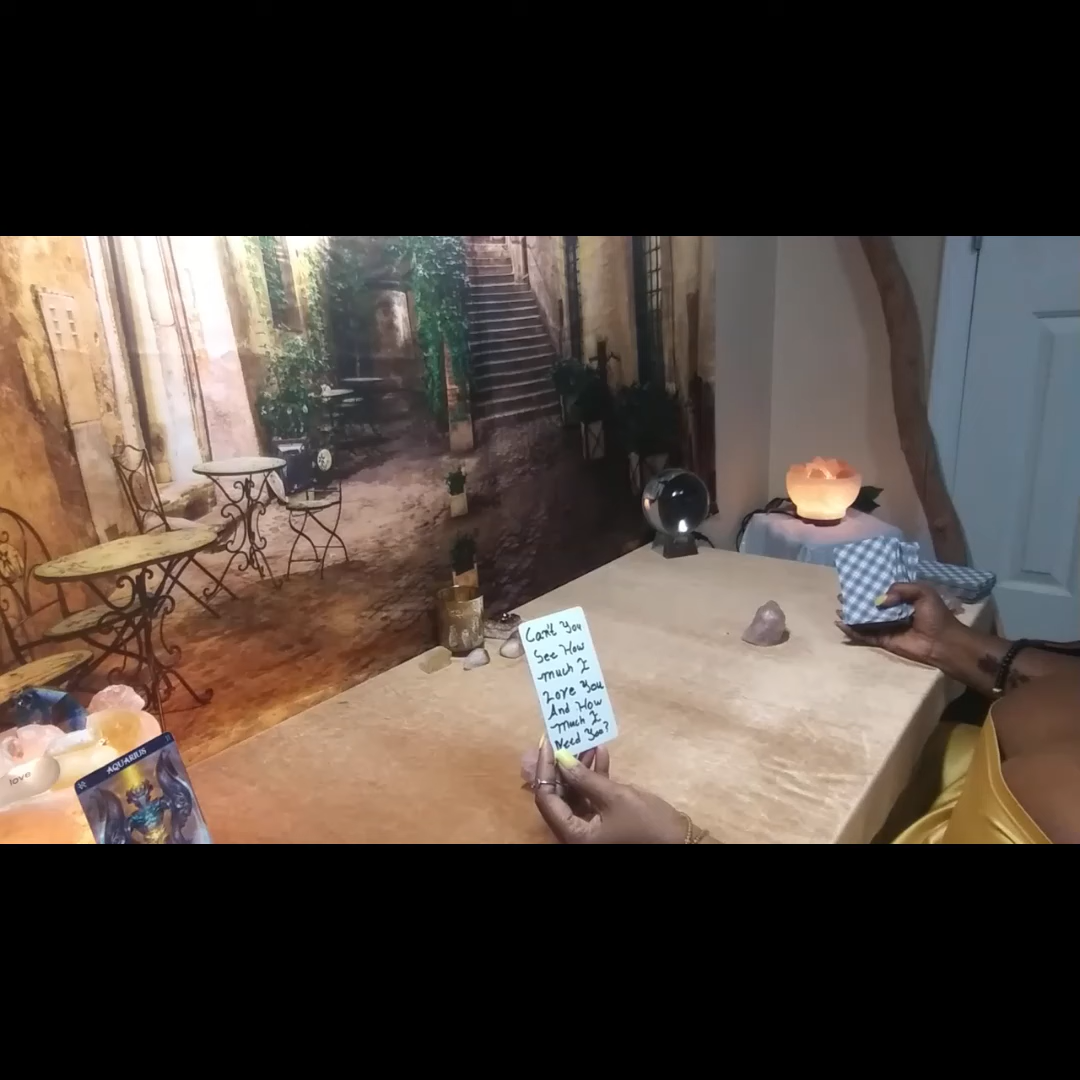 Can't You
See How
much I
Love You
And How
much I
Need You?
AQUARIUS
love